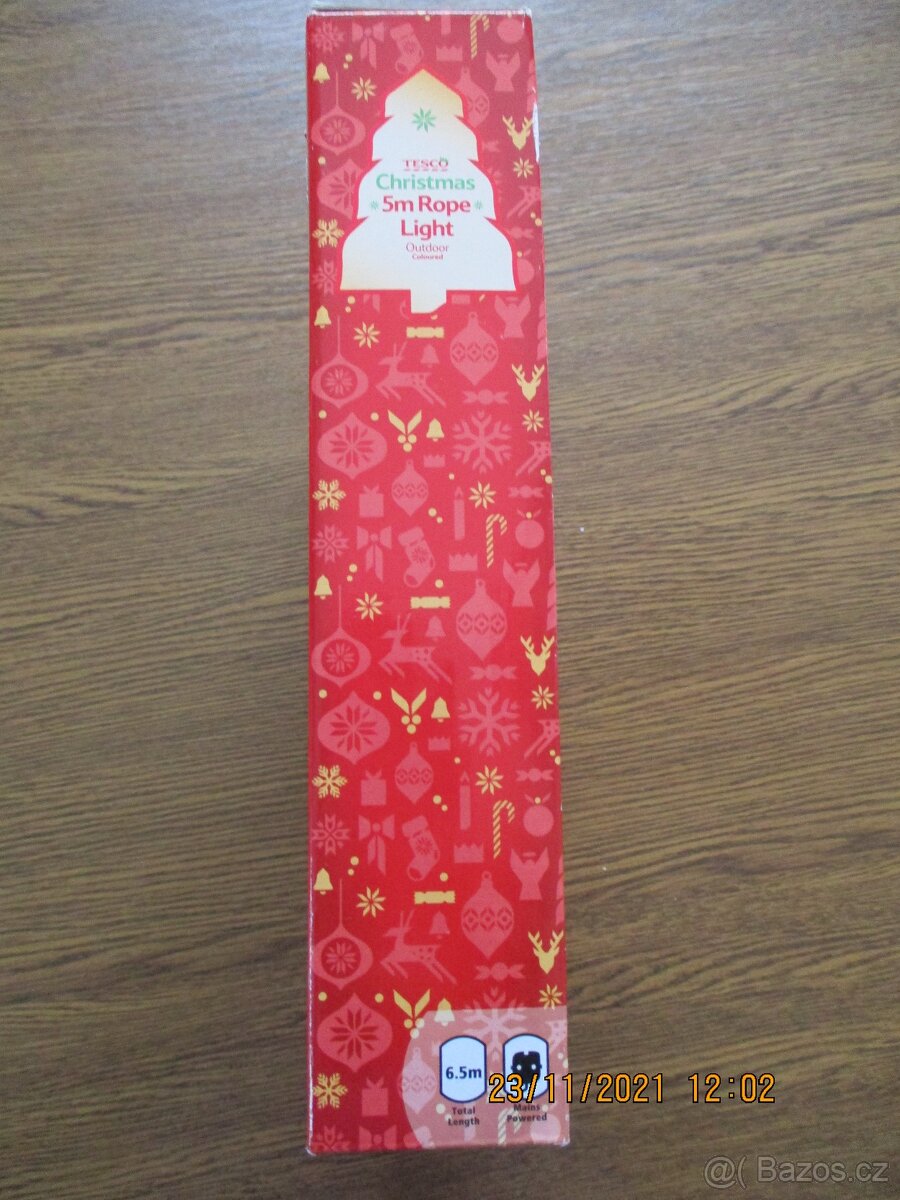 TESCO
Christmas
5m Rope
Light
Outdoor
Coloured
6.5m
Total
Length
Mains
Powered
23/11/2021 12:02
@( Bazos.cz